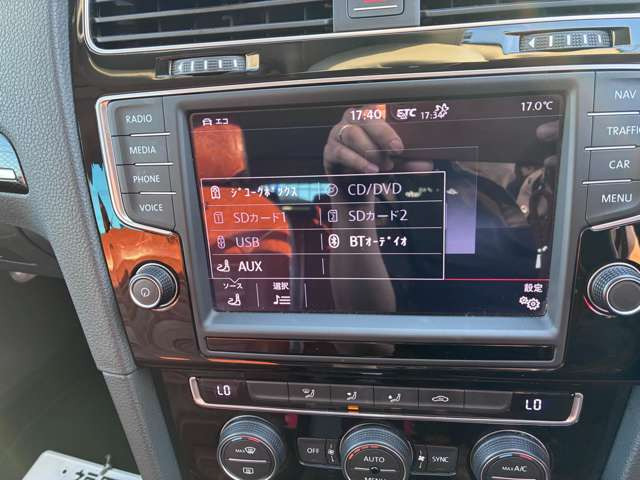 RADIO
MEDIA
PHONE
VOICE
エコ
17:40
ETC
17:34
17.0℃
NAV
TRAFFI
CAR
MENU
ジュークボックス
CD/DVD
SDカード1
SDカード2
USB
BTオーディオ
AUX
ソース
選択
設定
LO
LO
MAX
OFF
AUTO
MENU
SYNC
MAX A/C